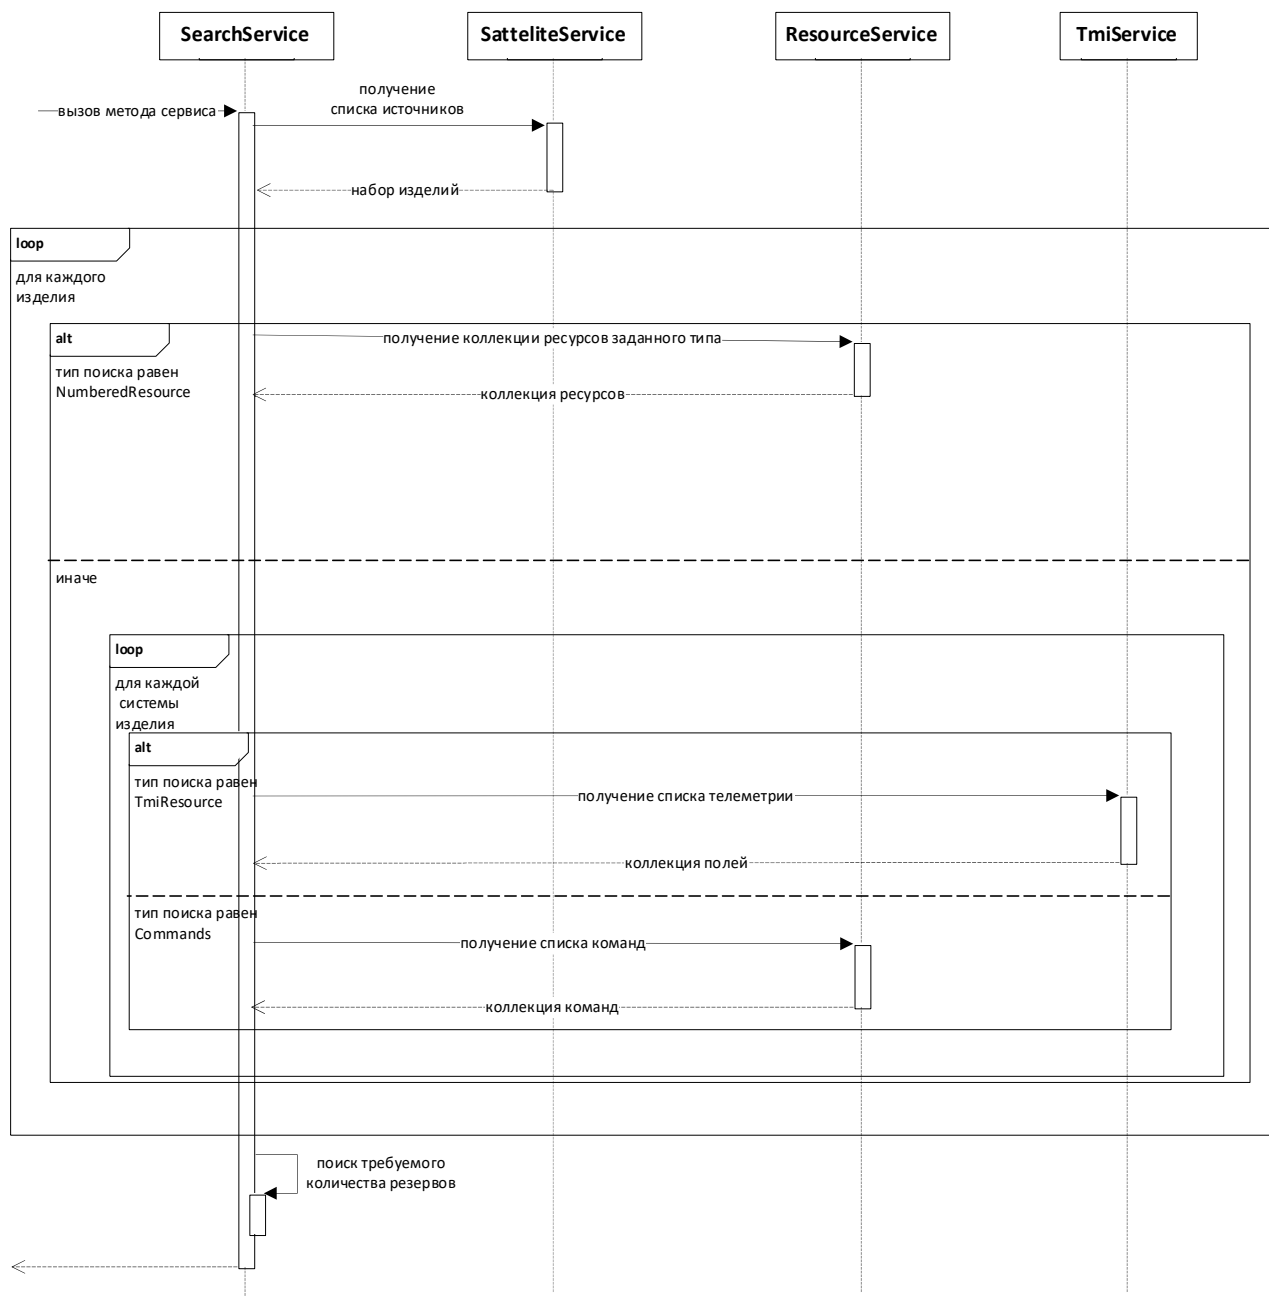 SearchService
SatteliteService
ResourceService
TmiService
получение
списка источников
вызов метода сервиса
набор изделий
loop
для каждого
изделия
alt
получение коллекции ресурсов заданного типа
тип поиска равен
NumberedResource
коллекция ресурсов
иначе
loop
для каждой
системы
изделия
alt
тип поиска равен
TmiResource
получение списка телеметрии
коллекция полей
тип поиска равен
Commands
получение списка команд
коллекция команд
поиск требуемого
количества резервов